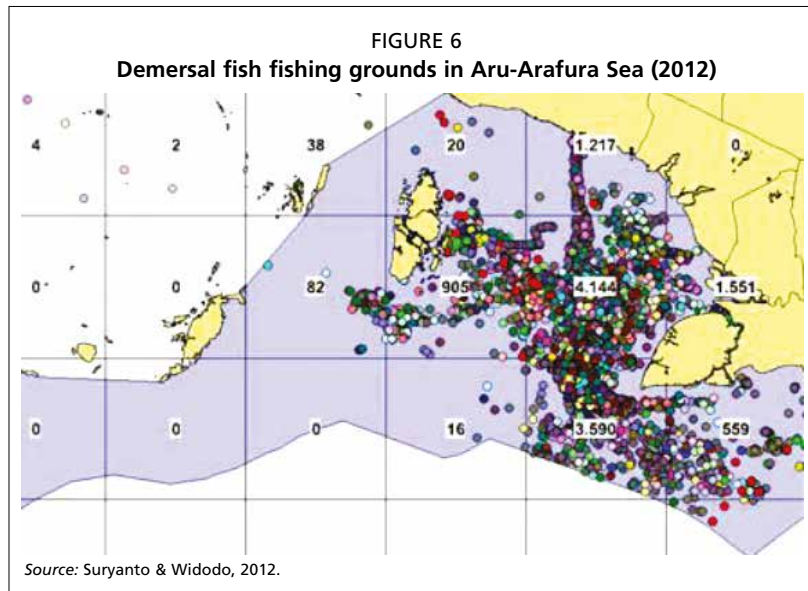 FIGURE 6
Demersal fish fishing grounds in Aru-Arafura Sea (2012)
4 2 38 20 1.217 0
0 0 82 905 4.144 1.551
0 0 0 16 3.590 559
Source: Suryanto & Widodo, 2012.